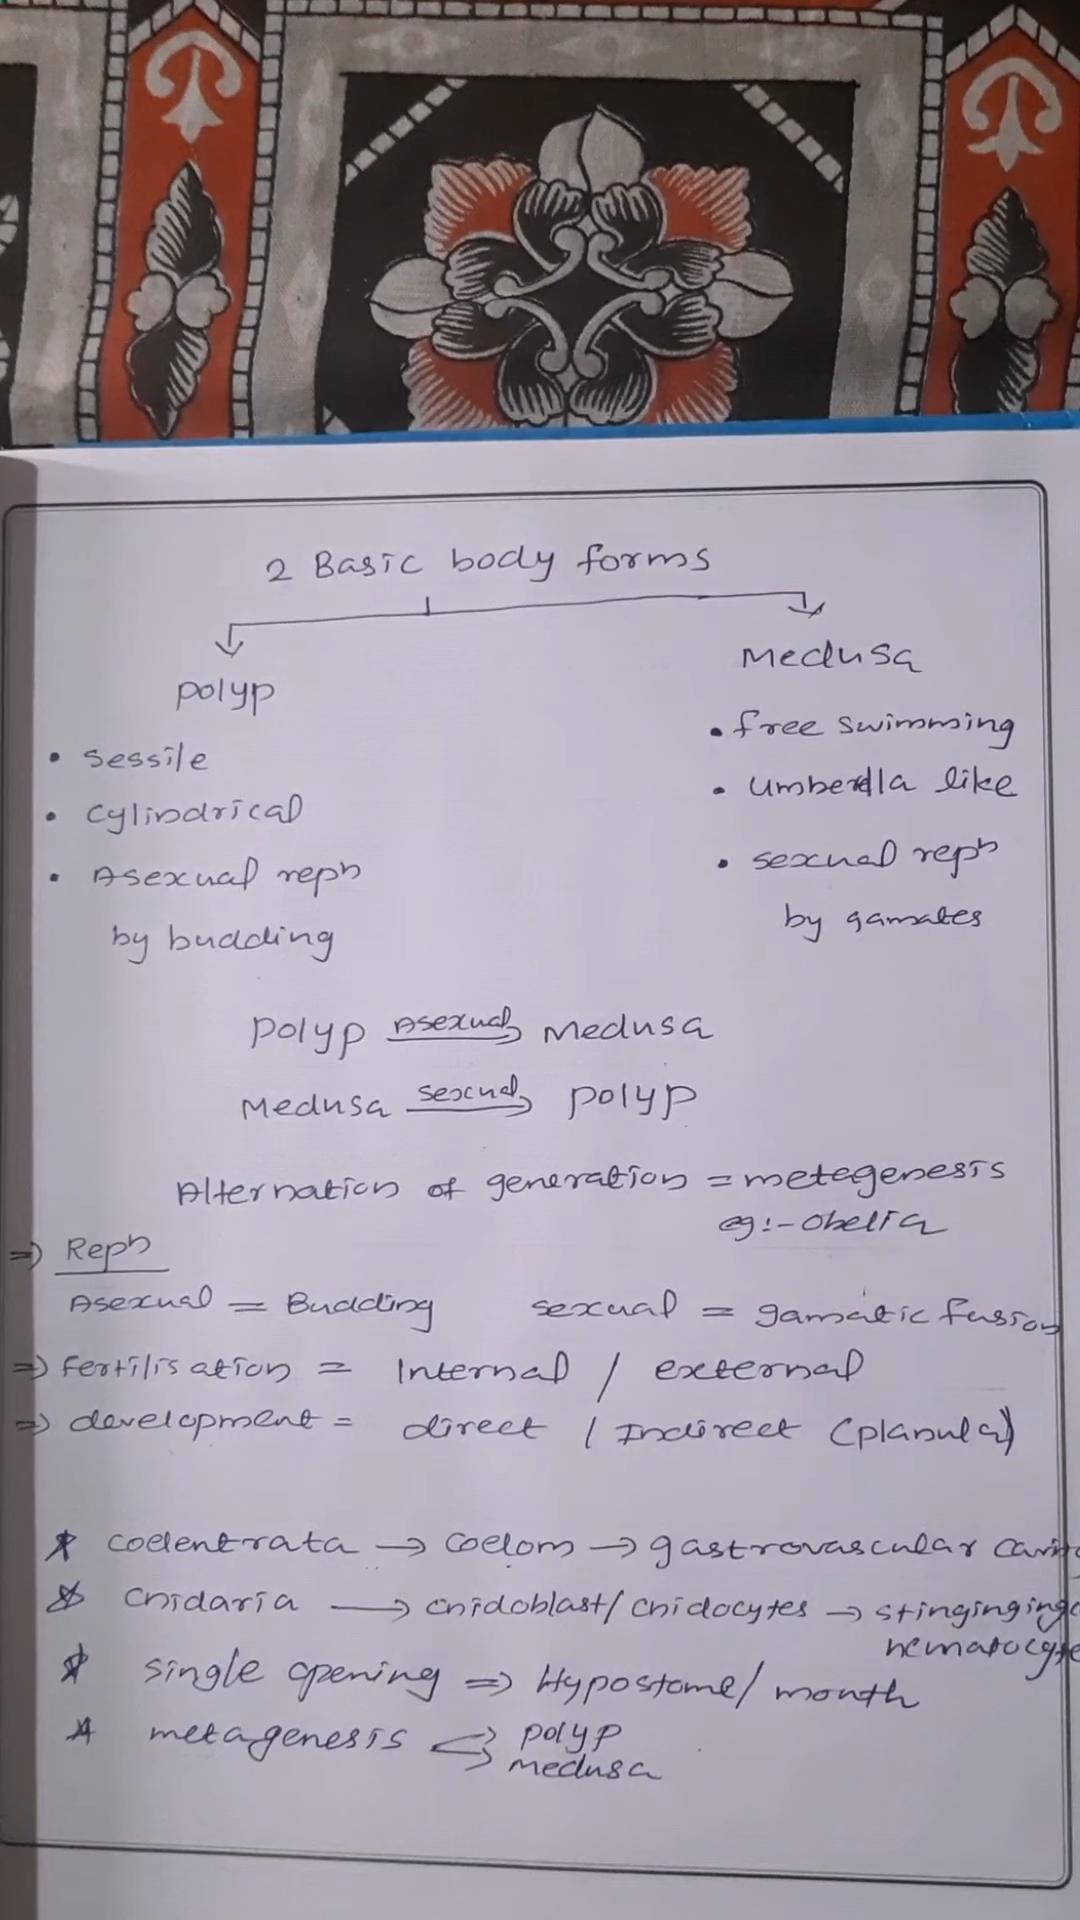 2 Basic body forms
Polyp
Medusa
• Sessile
• Cylindrical
• Asexual repn
by budding
• free swimming
• Umberella like
• sexual repn
by gamates
Polyp Asexual Medusa
Medusa sexual polyp
Alternation of generation = metagenesis
eg:- Obelia
⇒ Repn
Asexual = Budding sexual = gamatic fusion
⇒ fertilisation = Internal / external
⇒ development = direct / Indirect (planula)
* coelentrata → coelom → gastrovascular cavity
* Cnidaria → cnidoblast/ cnidocytes → stinging
nematocyte
* single opening ⇒ Hypostome/ mouth
* metagenesis polyp
medusa